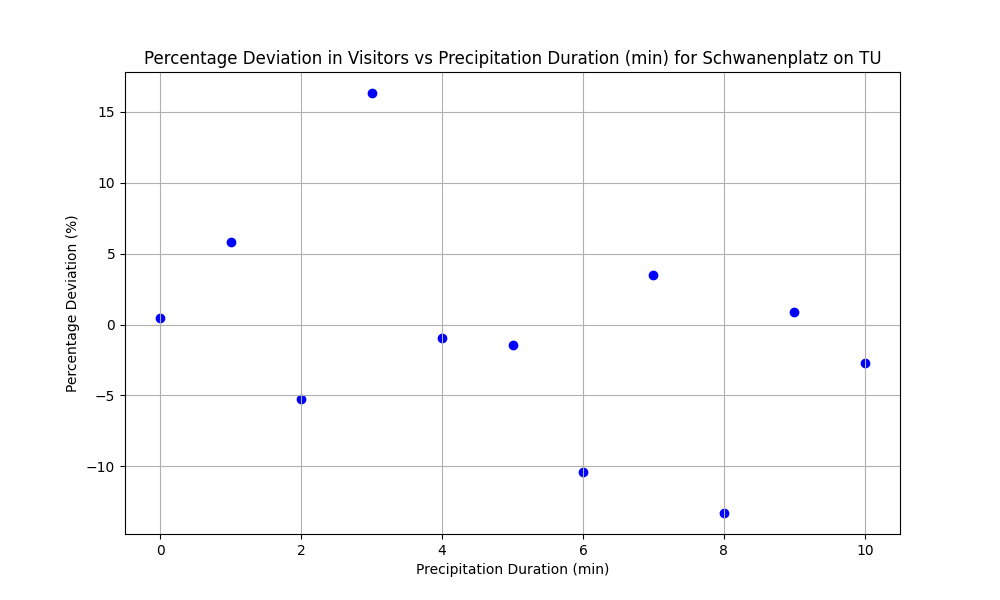 Percentage Deviation in Visitors vs Precipitation Duration (min) for Schwanenplatz on TU
15
10
5
0
−5
−10
Percentage Deviation (%)
0 2 4 6 8 10
Precipitation Duration (min)